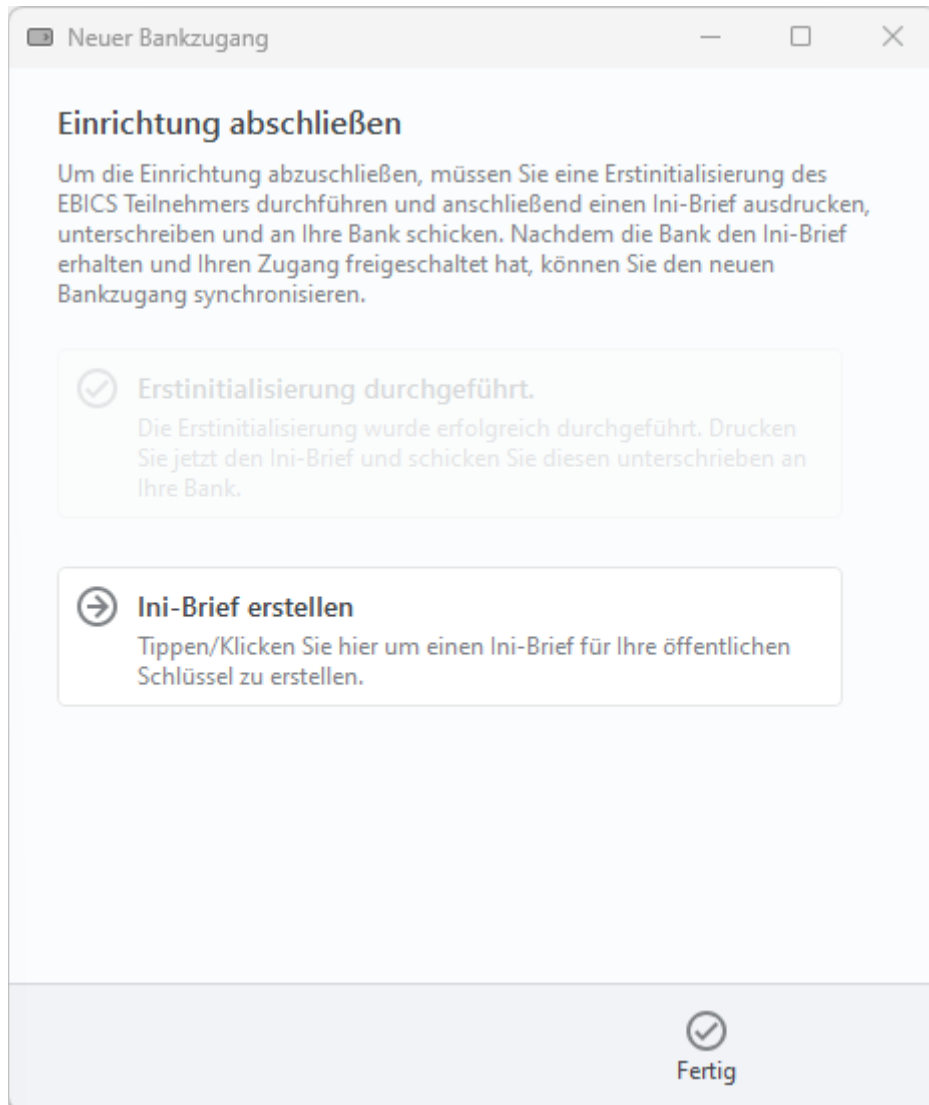 Neuer Bankzugang
Einrichtung abschließen
Um die Einrichtung abzuschließen, müssen Sie eine Erstinitialisierung des
EBICS Teilnehmers durchführen und anschließend einen Ini-Brief ausdrucken,
unterschreiben und an Ihre Bank schicken. Nachdem die Bank den Ini-Brief
erhalten und Ihren Zugang freigeschaltet hat, können Sie den neuen
Bankzugang synchronisieren.
Erstinitialisierung durchgeführt.
Die Erstinitialisierung wurde erfolgreich durchgeführt. Drucken
Sie jetzt den Ini-Brief und schicken Sie diesen unterschrieben an
Ihre Bank.
Ini-Brief erstellen
Tippen/Klicken Sie hier um einen Ini-Brief für Ihre öffentlichen
Schlüssel zu erstellen.
Fertig